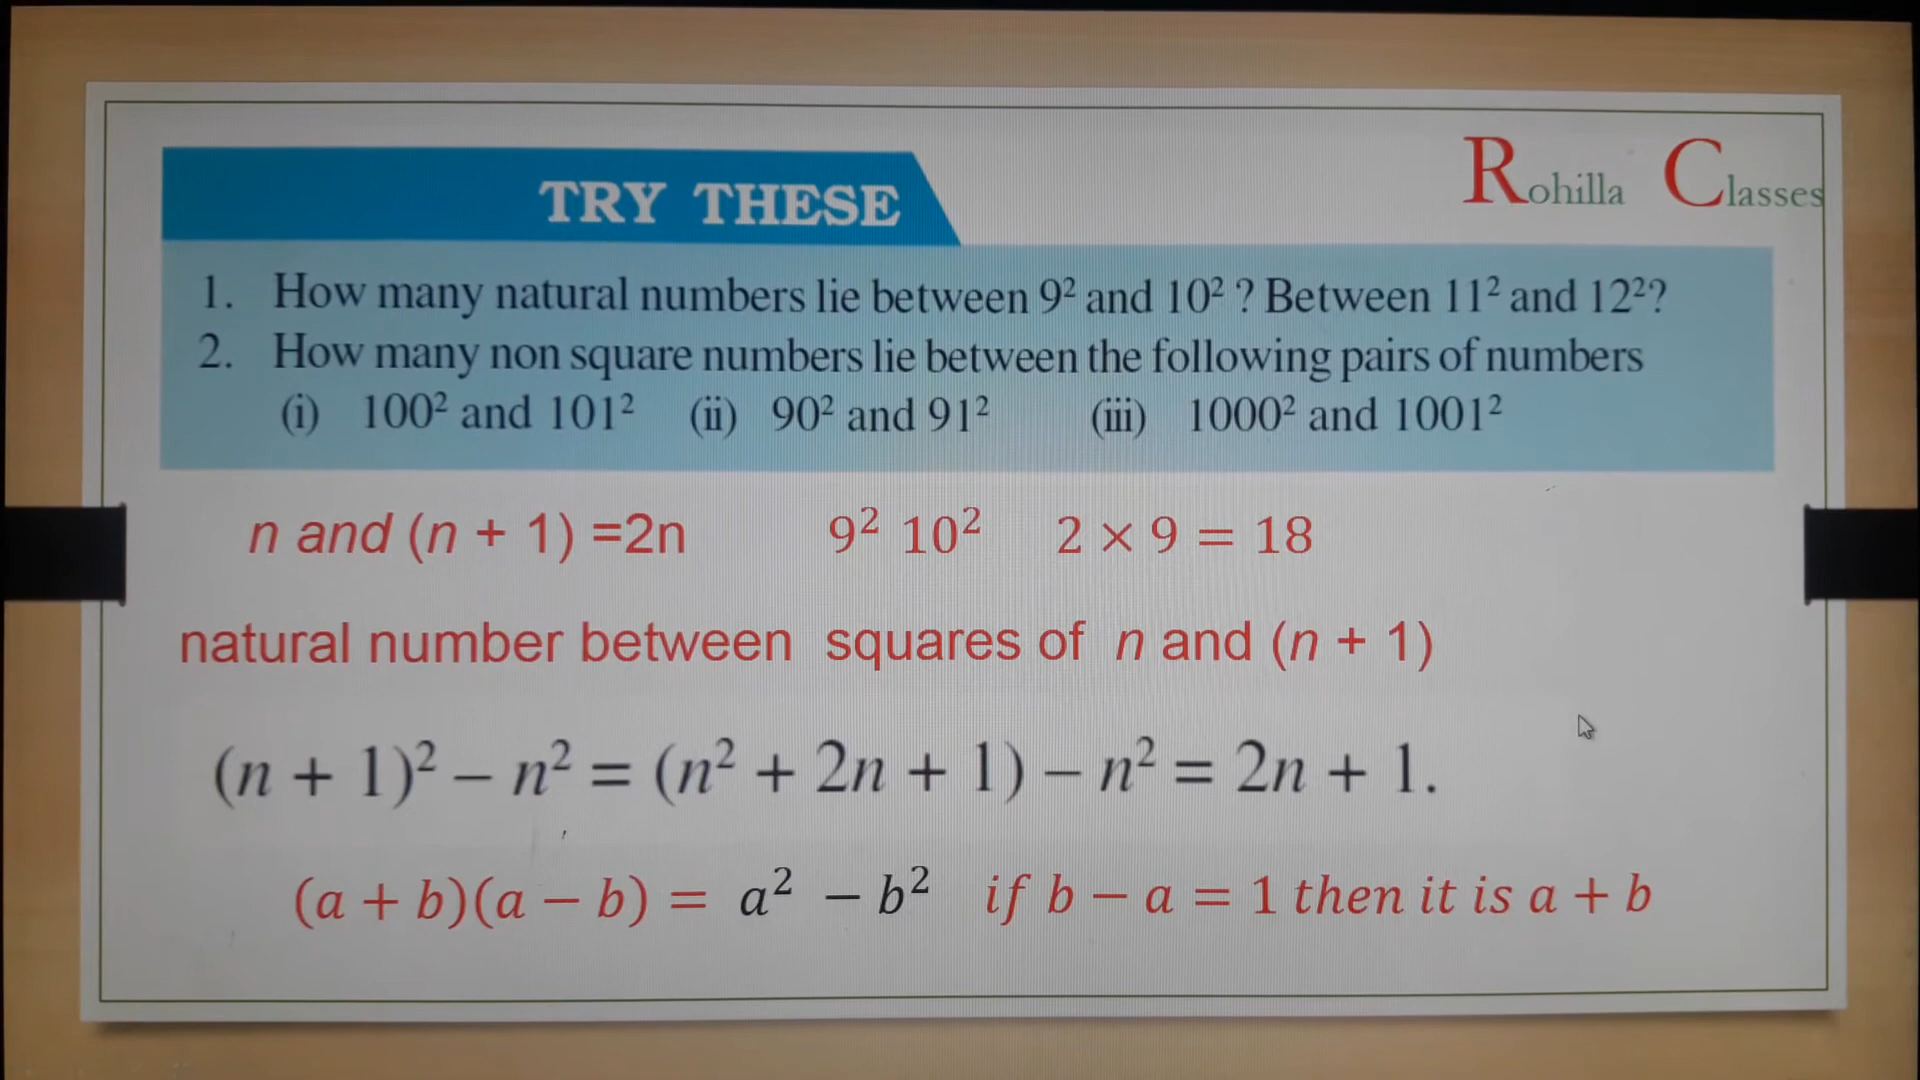 Rohilla Classes
TRY THESE
1. How many natural numbers lie between 9² and 10² ? Between 11² and 12²?
2. How many non square numbers lie between the following pairs of numbers
(i) 100² and 101² (ii) 90² and 91² (iii) 1000² and 1001²
n and (n + 1) =2n 9² 10² 2 × 9 = 18
natural number between squares of n and (n + 1)
(n + 1)² – n² = (n² + 2n + 1) – n² = 2n + 1.
(a + b)(a − b) = a² − b² if b − a = 1 then it is a + b